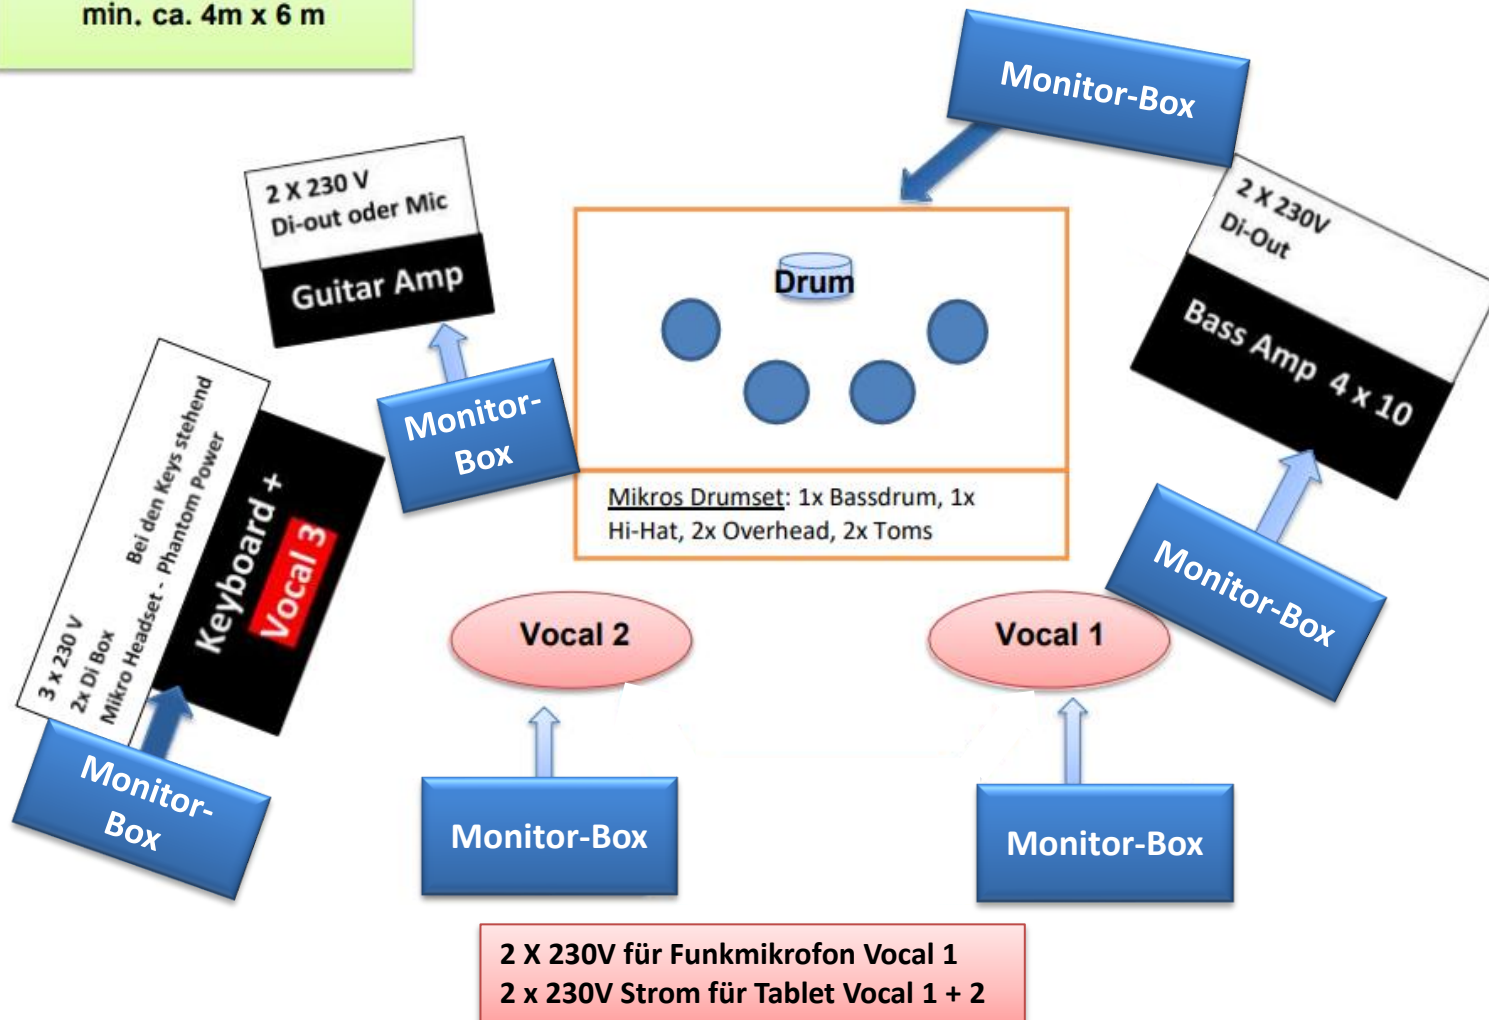 min. ca. 4m x 6 m
Monitor-Box
2 X 230 V
Di-out oder Mic
Guitar Amp
2 X 230V
Di-Out
Bass Amp 4 x 10
Drum
Monitor-
Box
Mikros Drumset: 1x Bassdrum, 1x
Hi-Hat, 2x Overhead, 2x Toms
Monitor-Box
3 x 230 V
Bei den Keys stehend
2x Di Box
Mikro Headset - Phantom Power
Keyboard +
Vocal 3
Vocal 2
Vocal 1
Monitor-
Box
Monitor-Box
Monitor-Box
2 X 230V für Funkmikrofon Vocal 1
2 x 230V Strom für Tablet Vocal 1 + 2